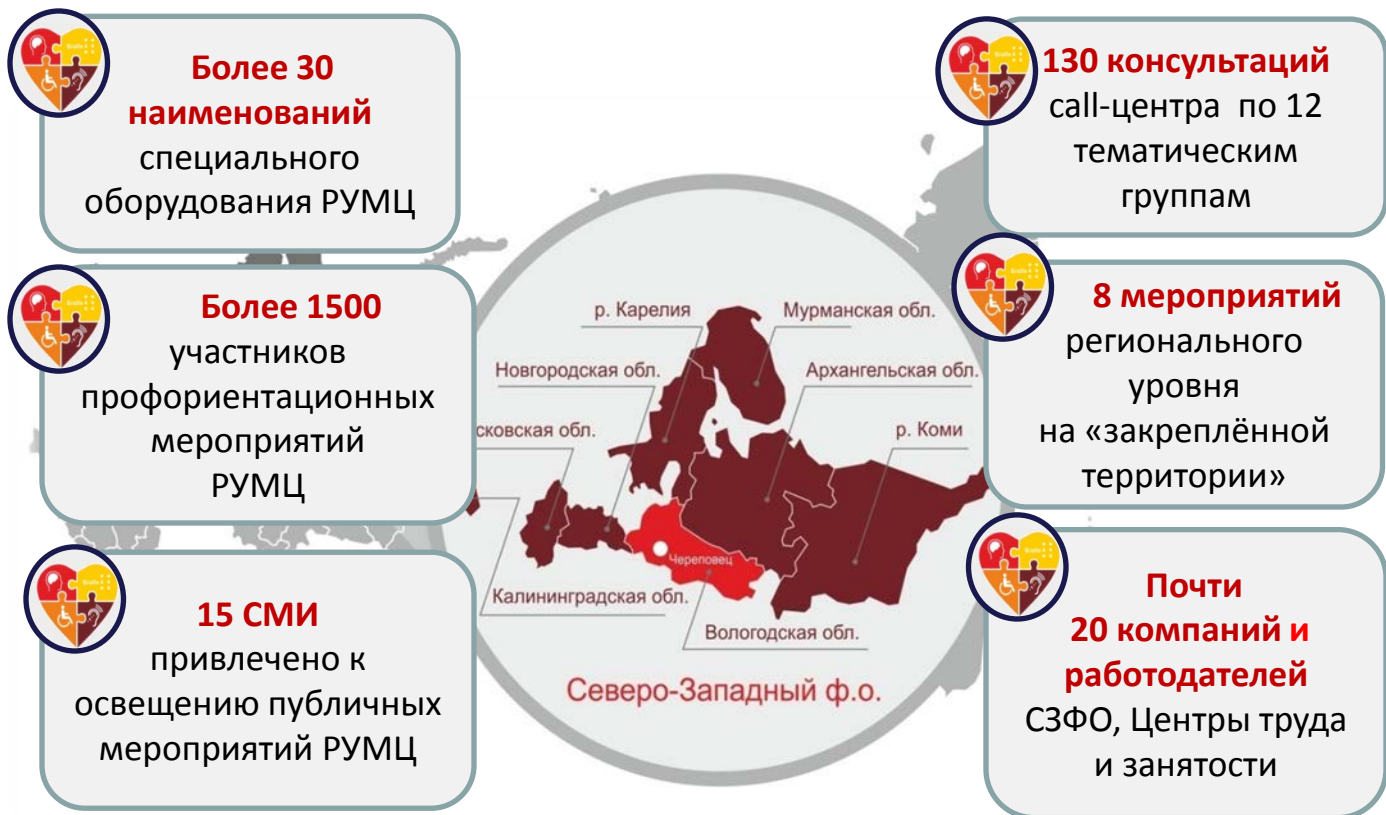 Более 30
наименований
специального
оборудования РУМЦ
Более 1500
участников
профориентационных
мероприятий
РУМЦ
15 СМИ
привлечено к
освещению публичных
мероприятий РУМЦ
р. Карелия
Мурманская обл.
Новгородская обл.
Архангельская обл.
сковская обл.
р. Коми
Череповец
Калининградская обл.
Вологодская обл.
Северо-Западный ф.о.
130 консультаций
call-центра по 12
тематическим
группам
8 мероприятий
регионального
уровня
на «закреплённой
территории»
Почти
20 компаний и
работодателей
СЗФО, Центры труда
и занятости